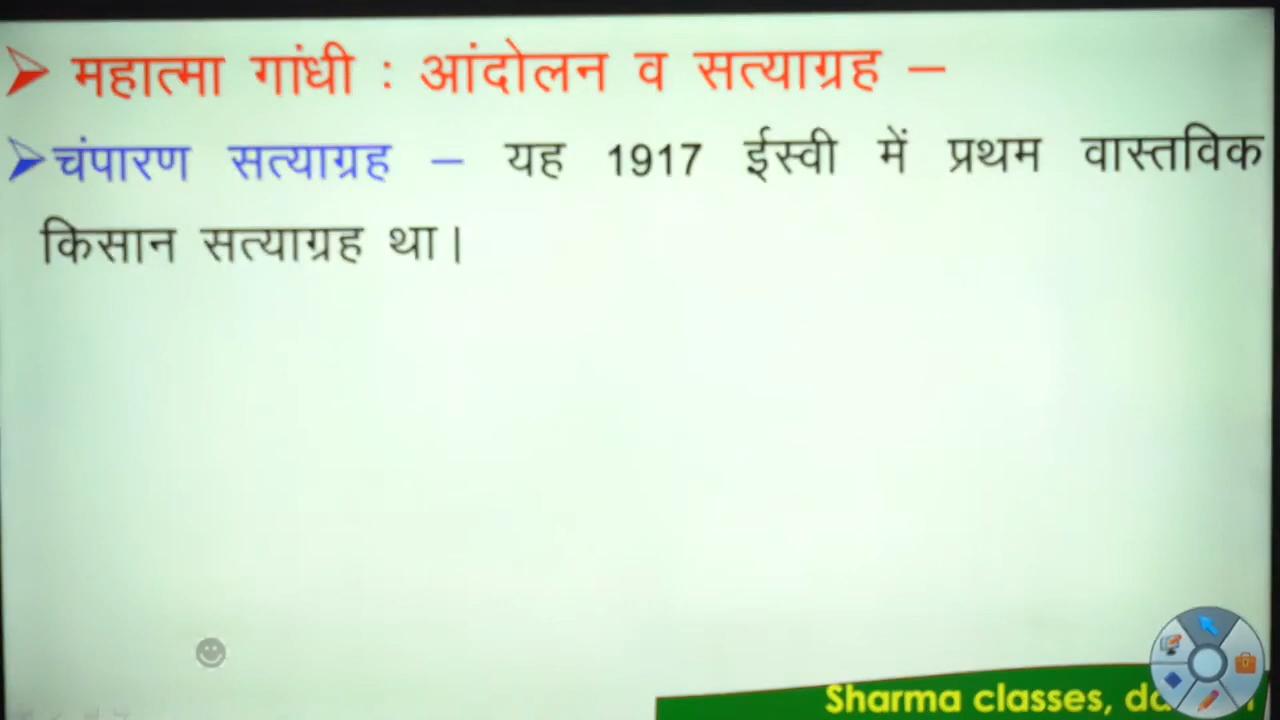 महात्मा गांधी : आंदोलन व सत्याग्रह –
चंपारण सत्याग्रह – यह 1917 ईस्वी में प्रथम वास्तविक
किसान सत्याग्रह था।
Sharma classes,